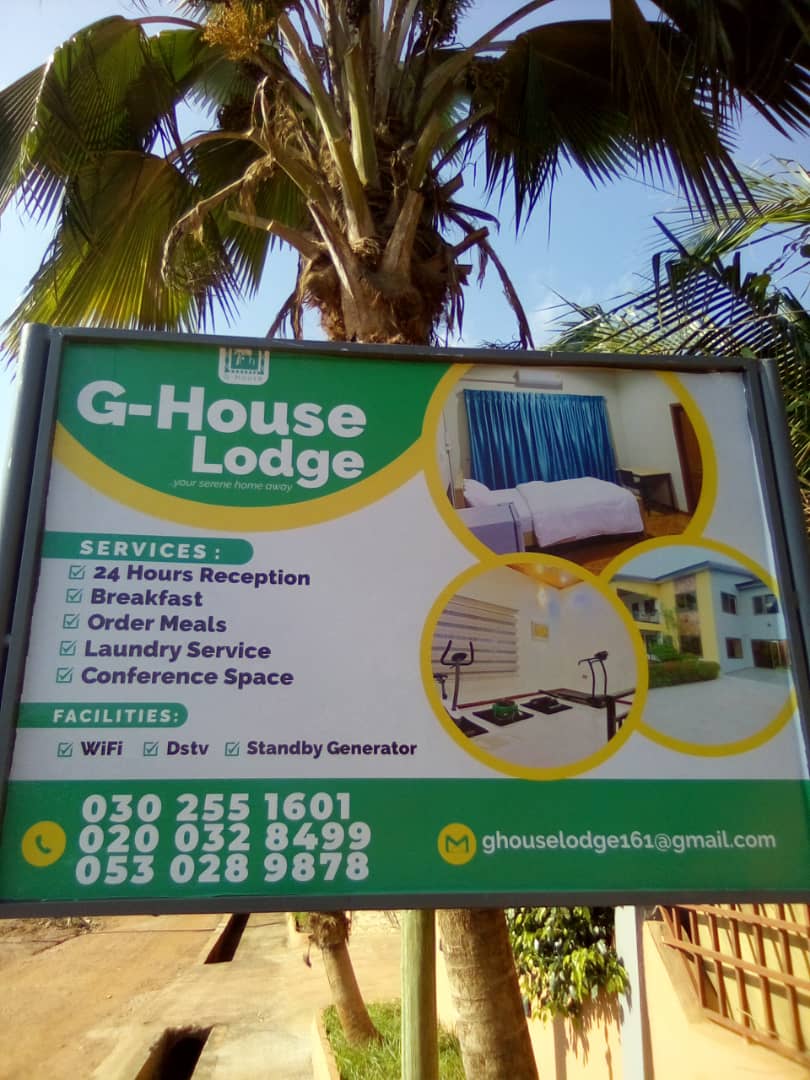 G-HOUSE
G-House
Lodge
..your serene home away
SERVICES :
24 Hours Reception
Breakfast
Order Meals
Laundry Service
Conference Space
FACILITIES:
WiFi Dstv Standby Generator
030 255 1601
020 032 8499
053 028 9878
ghouselodge161@gmail.com